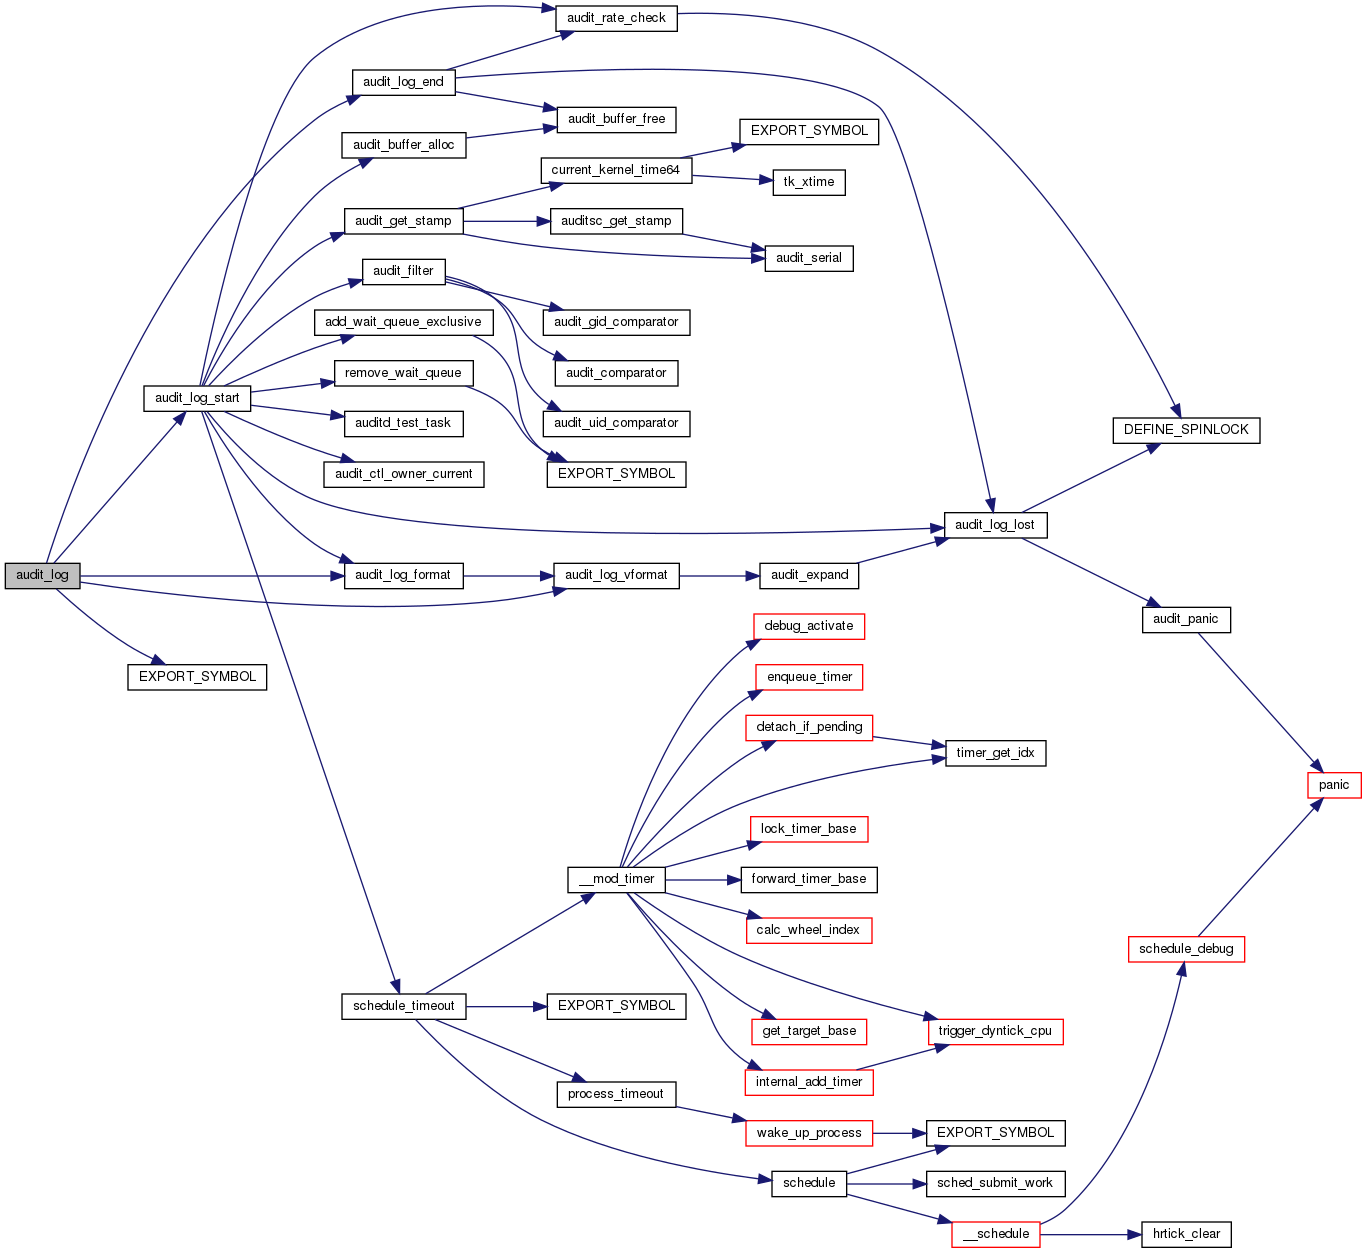 audit_rate_check
audit_log_end
audit_buffer_free
EXPORT_SYMBOL
audit_buffer_alloc
current_kernel_time64
tk_xtime
audit_get_stamp
auditsc_get_stamp
audit_serial
audit_filter
add_wait_queue_exclusive
audit_gid_comparator
remove_wait_queue
audit_comparator
audit_log_start
auditd_test_task
audit_uid_comparator
DEFINE_SPINLOCK
audit_ctl_owner_current
EXPORT_SYMBOL
audit_log_lost
audit_log
audit_log_format
audit_log_vformat
audit_expand
audit_panic
debug_activate
EXPORT_SYMBOL
enqueue_timer
detach_if_pending
timer_get_idx
panic
lock_timer_base
__mod_timer
forward_timer_base
calc_wheel_index
schedule_debug
schedule_timeout
EXPORT_SYMBOL
get_target_base
trigger_dyntick_cpu
internal_add_timer
process_timeout
wake_up_process
EXPORT_SYMBOL
schedule
sched_submit_work
__schedule
hrtick_clear